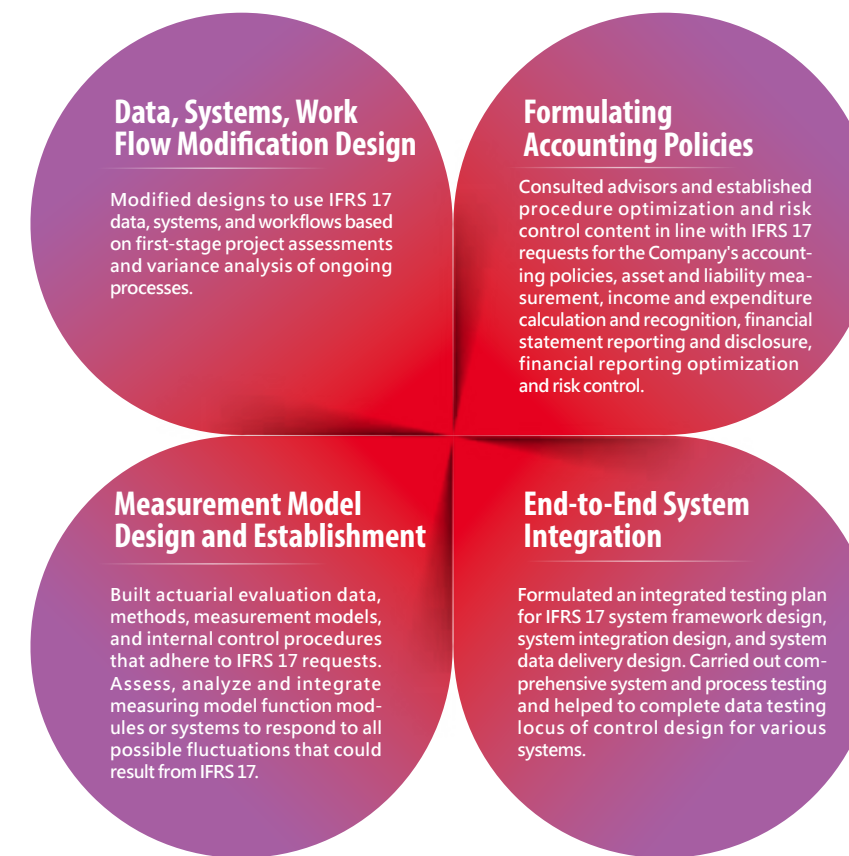 Data, Systems, Work
Flow Modification Design
Modified designs to use IFRS 17
data, systems, and workflows based
on first-stage project assessments
and variance analysis of ongoing
processes.
Formulating
Accounting Policies
Consulted advisors and established
procedure optimization and risk
control content in line with IFRS 17
requests for the Company's account-
ing policies, asset and liability mea-
surement, income and expenditure
calculation and recognition, financial
statement reporting and disclosure,
financial reporting optimization
and risk control.
Measurement Model
Design and Establishment
Built actuarial evaluation data,
methods, measurement models,
and internal control procedures
that adhere to IFRS 17 requests.
Assess, analyze and integrate
measuring model function mod-
ules or systems to respond to all
possible fluctuations that could
result from IFRS 17.
End-to-End System
Integration
Formulated an integrated testing plan
for IFRS 17 system framework design,
system integration design, and system
data delivery design. Carried out com-
prehensive system and process testing
and helped to complete data testing
locus of control design for various
systems.